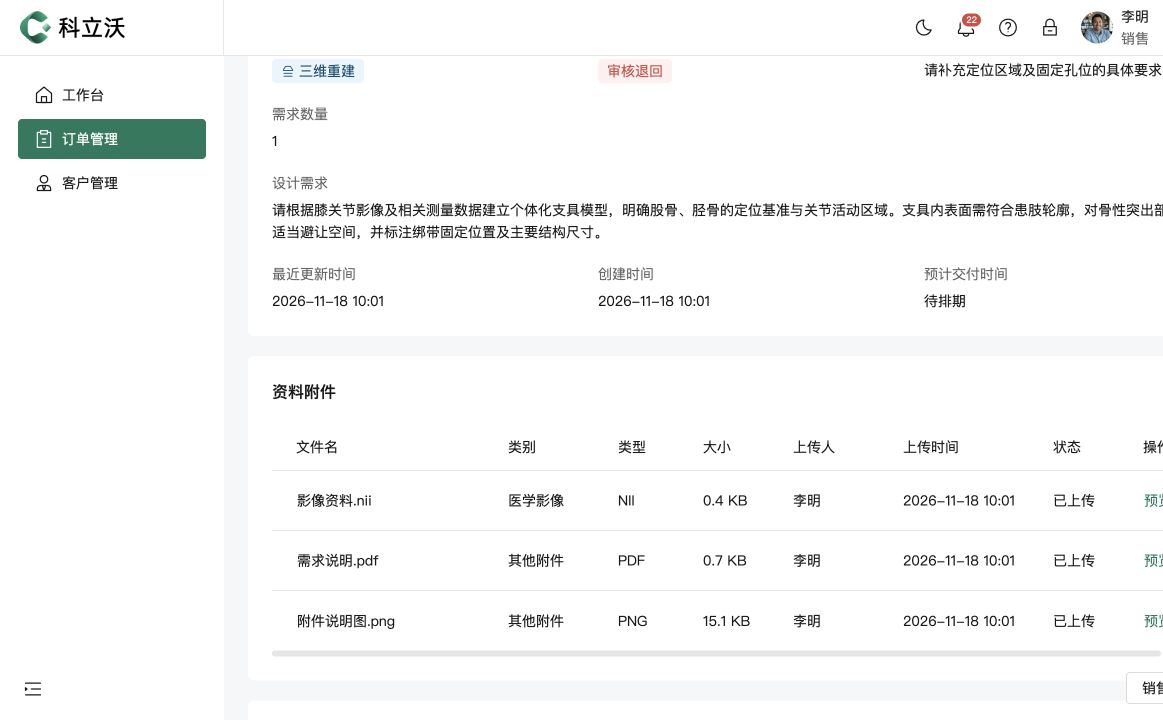 科立沃
22
李明
销售
工作台
订单管理
客户管理
三维重建 审核退回 请补充定位区域及固定孔位的具体要求
需求数量
1
设计需求
请根据膝关节影像及相关测量数据建立个体化支具模型，明确股骨、胫骨的定位基准与关节活动区域。支具内表面需符合患肢轮廓，对骨性突出部
适当避让空间，并标注绑带固定位置及主要结构尺寸。
最近更新时间 创建时间 预计交付时间
2026-11-18 10:01 2026-11-18 10:01 待排期
资料附件
文件名 类别 类型 大小 上传人 上传时间 状态 操作
影像资料.nii 医学影像 NII 0.4 KB 李明 2026-11-18 10:01 已上传 预览
需求说明.pdf 其他附件 PDF 0.7 KB 李明 2026-11-18 10:01 已上传 预览
附件说明图.png 其他附件 PNG 15.1 KB 李明 2026-11-18 10:01 已上传 预览
销售